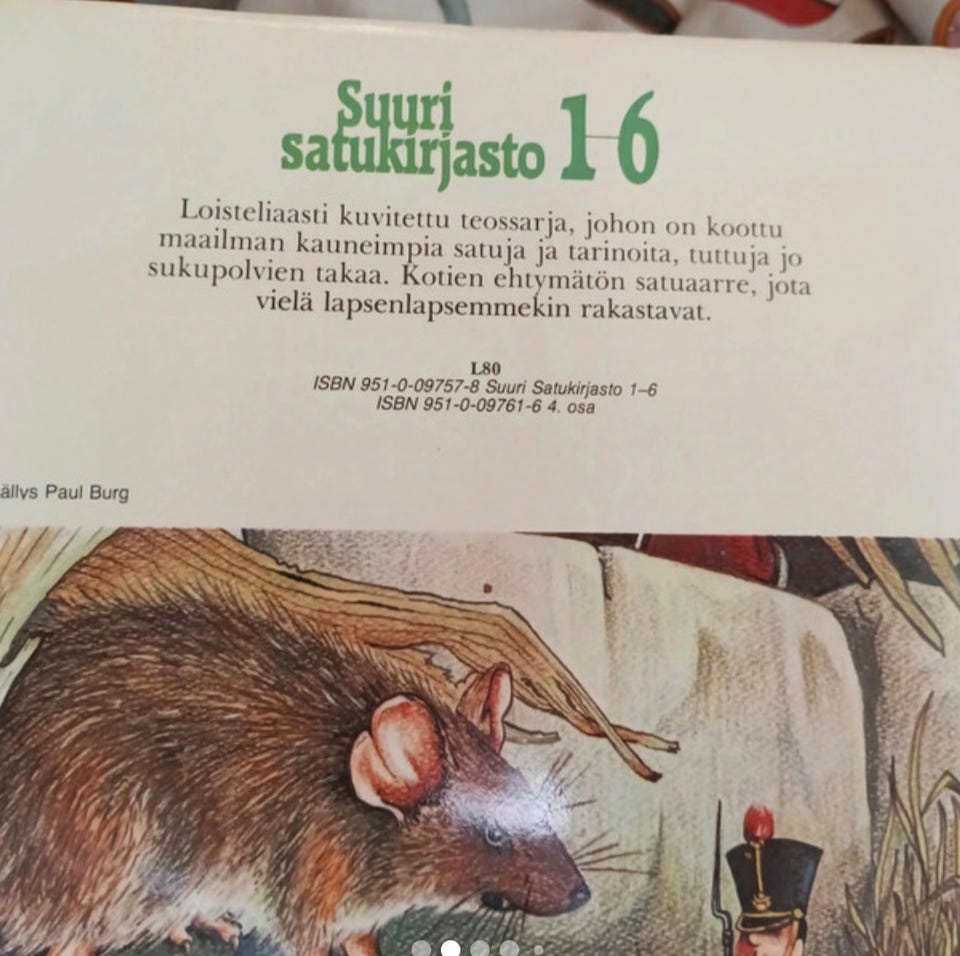 Suuri
satukirjasto 1–6
Loisteliaasti kuvitettu teossarja, johon on koottu
maailman kauneimpia satuja ja tarinoita, tuttuja jo
sukupolvien takaa. Kotien ehtymätön satuaarre, jota
vielä lapsenlapsemmekin rakastavat.
L80
ISBN 951-0-09757-8 Suuri Satukirjasto 1–6
ISBN 951-0-09761-6 4. osa
Paul Burg